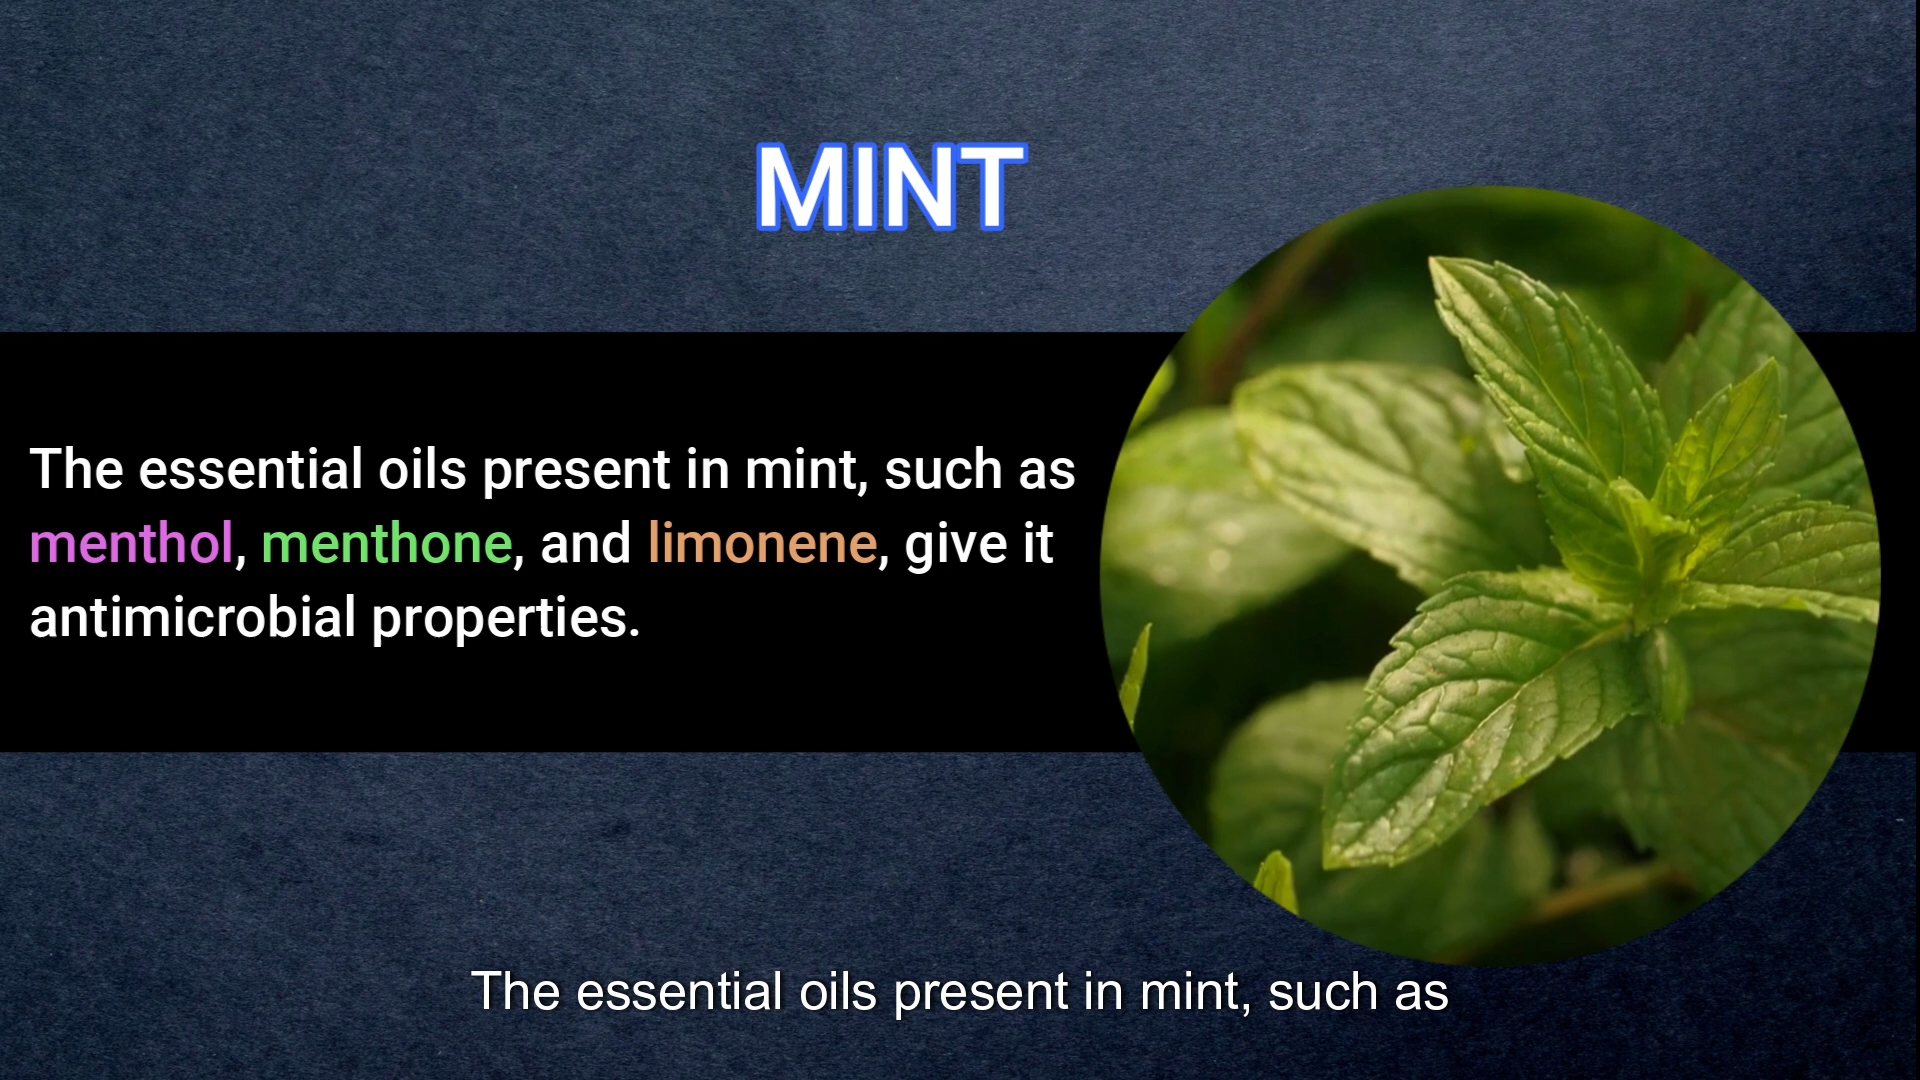 MINT
The essential oils present in mint, such as
menthol, menthone, and limonene, give it
antimicrobial properties.
The essential oils present in mint, such as